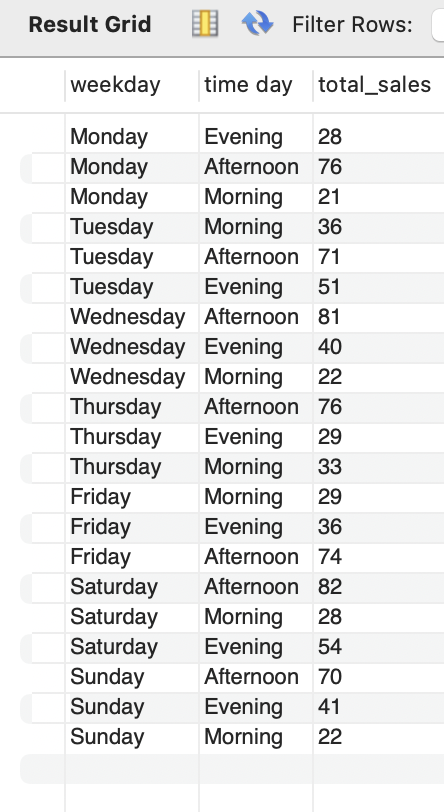 Result Grid Filter Rows:
weekday time day total_sales
Monday Evening 28
Monday Afternoon 76
Monday Morning 21
Tuesday Morning 36
Tuesday Afternoon 71
Tuesday Evening 51
Wednesday Afternoon 81
Wednesday Evening 40
Wednesday Morning 22
Thursday Afternoon 76
Thursday Evening 29
Thursday Morning 33
Friday Morning 29
Friday Evening 36
Friday Afternoon 74
Saturday Afternoon 82
Saturday Morning 28
Saturday Evening 54
Sunday Afternoon 70
Sunday Evening 41
Sunday Morning 22